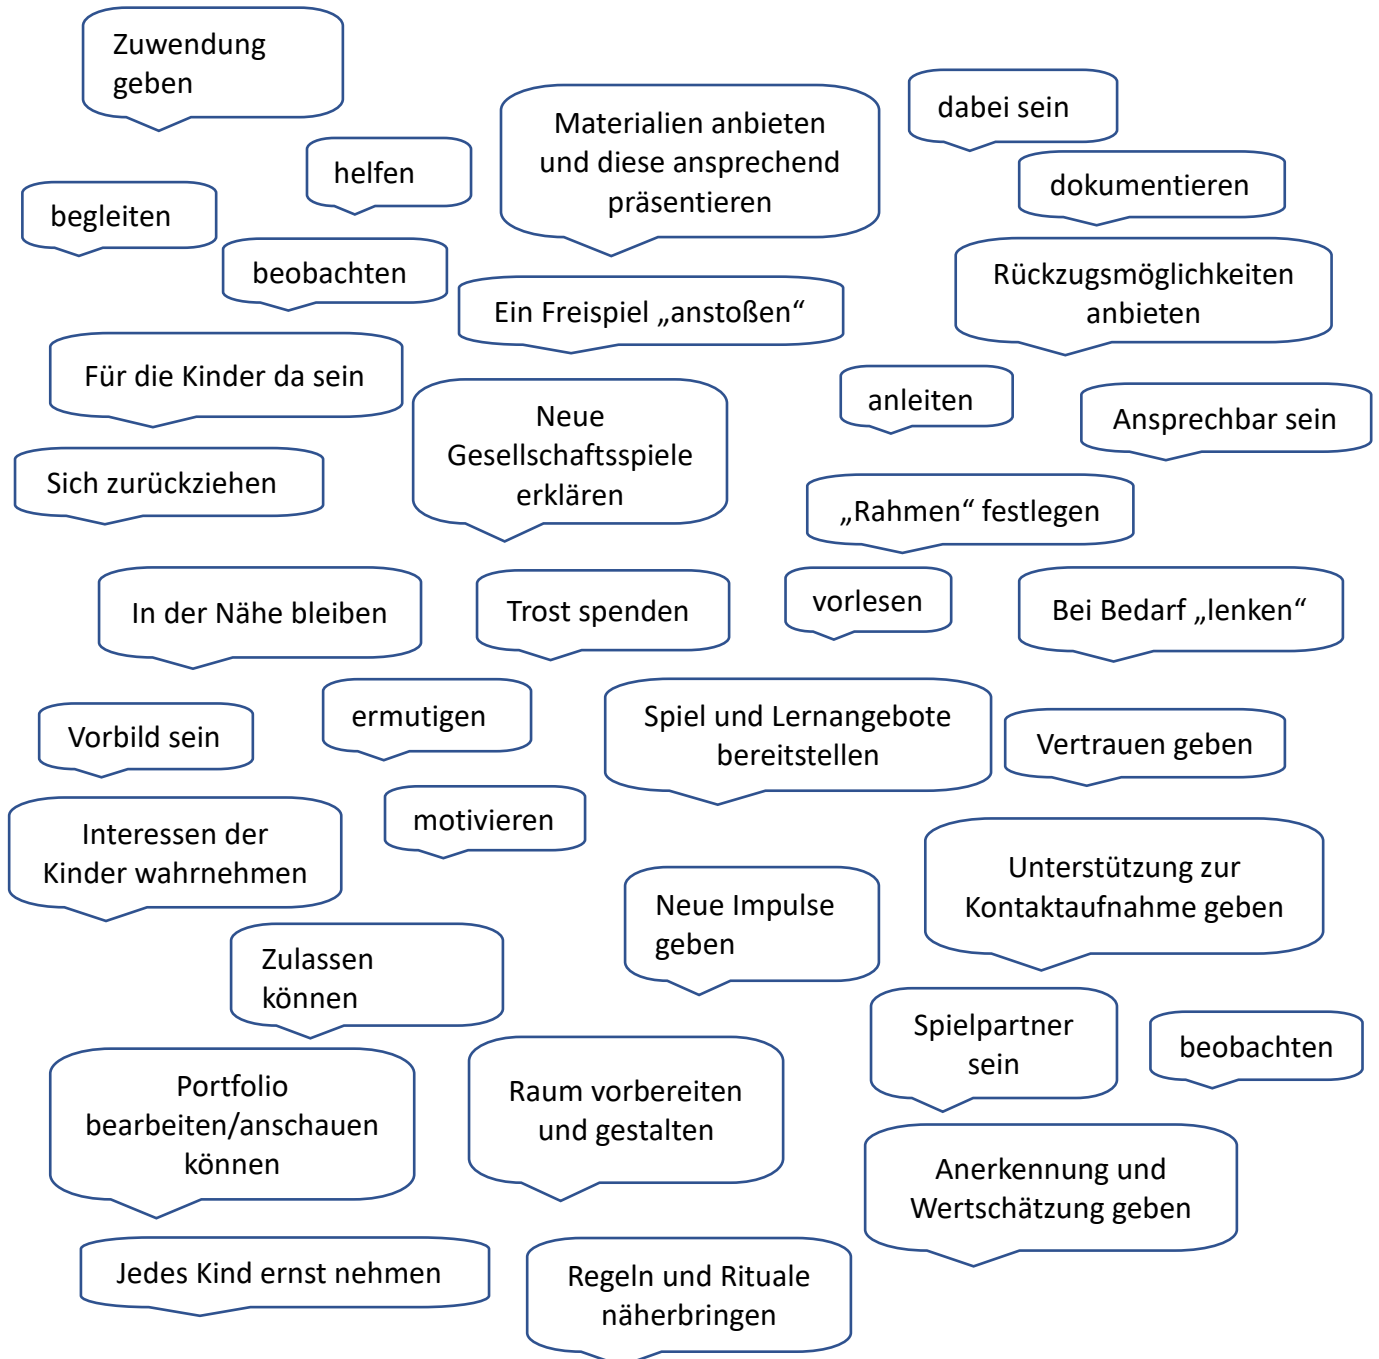 Zuwendung
geben
dabei sein
Materialien anbieten
und diese ansprechend
präsentieren
helfen
dokumentieren
begleiten
beobachten
Rückzugsmöglichkeiten
anbieten
Ein Freispiel „anstoßen“
Für die Kinder da sein
anleiten
Neue
Gesellschaftsspiele
erklären
Ansprechbar sein
Sich zurückziehen
„Rahmen“ festlegen
In der Nähe bleiben
Trost spenden
vorlesen
Bei Bedarf „lenken“
Vorbild sein
ermutigen
Spiel und Lernangebote
bereitstellen
Vertrauen geben
motivieren
Interessen der
Kinder wahrnehmen
Unterstützung zur
Kontaktaufnahme geben
Neue Impulse
geben
Zulassen
können
Spielpartner
sein
beobachten
Portfolio
bearbeiten/anschauen
können
Raum vorbereiten
und gestalten
Anerkennung und
Wertschätzung geben
Jedes Kind ernst nehmen
Regeln und Rituale
näherbringen